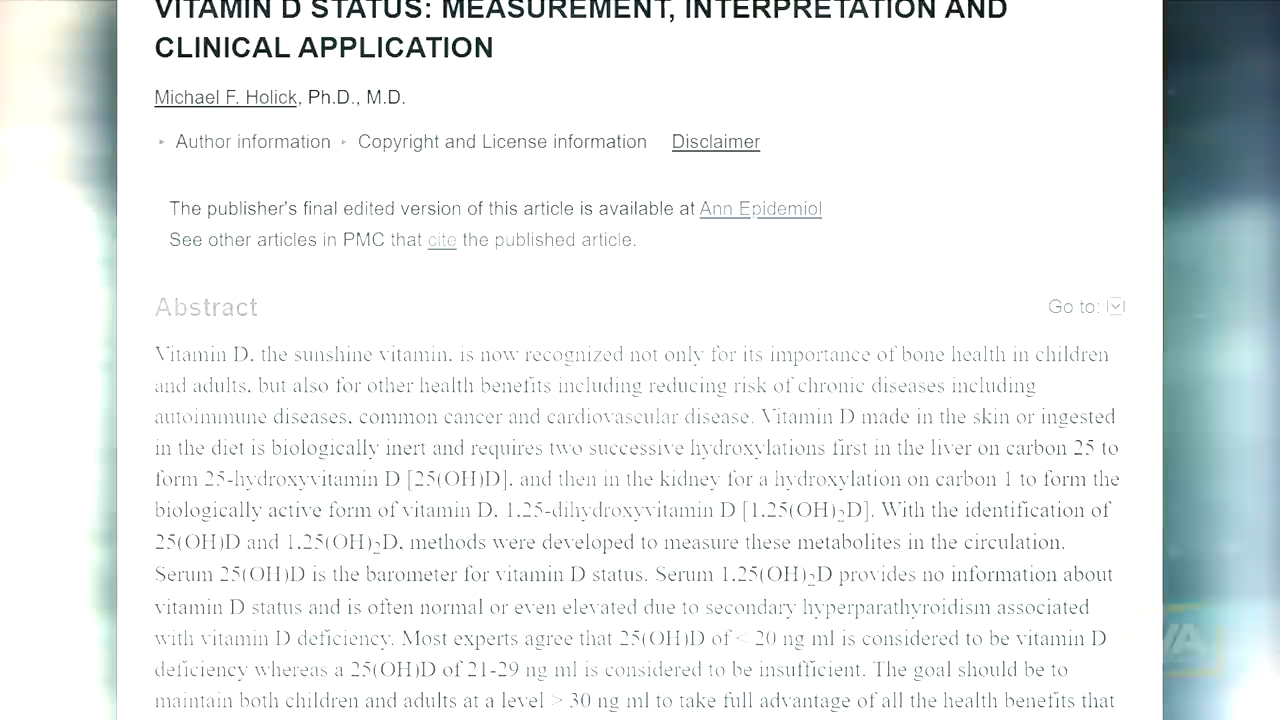 VITAMIN D STATUS: MEASUREMENT, INTERPRETATION AND
CLINICAL APPLICATION
Michael F. Holick, Ph.D., M.D.
▸ Author information ▸ Copyright and License information Disclaimer
The publisher's final edited version of this article is available at Ann Epidemiol
See other articles in PMC that cite the published article.
Abstract
Go to:
Vitamin D, the sunshine vitamin, is now recognized not only for its importance of bone health in children
and adults, but also for other health benefits including reducing risk of chronic diseases including
autoimmune diseases, common cancer and cardiovascular disease. Vitamin D made in the skin or ingested
in the diet is biologically inert and requires two successive hydroxylations first in the liver on carbon 25 to
form 25-hydroxyvitamin D [25(OH)D], and then in the kidney for a hydroxylation on carbon 1 to form the
biologically active form of vitamin D, 1,25-dihydroxyvitamin D [1,25(OH)₂D]. With the identification of
25(OH)D and 1,25(OH)₂D, methods were developed to measure these metabolites in the circulation.
Serum 25(OH)D is the barometer for vitamin D status. Serum 1,25(OH)₂D provides no information about
vitamin D status and is often normal or even elevated due to secondary hyperparathyroidism associated
with vitamin D deficiency. Most experts agree that 25(OH)D of < 20 ng/ml is considered to be vitamin D
deficiency whereas a 25(OH)D of 21-29 ng/ml is considered to be insufficient. The goal should be to
maintain both children and adults at a level > 30 ng/ml to take full advantage of all the health benefits that